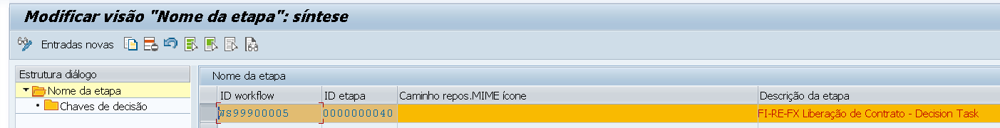 Modificar visão "Nome da etapa": síntese
Entradas novas
Estrutura diálogo
Nome da etapa
Chaves de decisão
Nome da etapa
ID workflow ID etapa Caminho repos.MIME ícone Descrição da etapa
WS99900005 0000000040 FI-RE-FX Liberação de Contrato - Decision Task